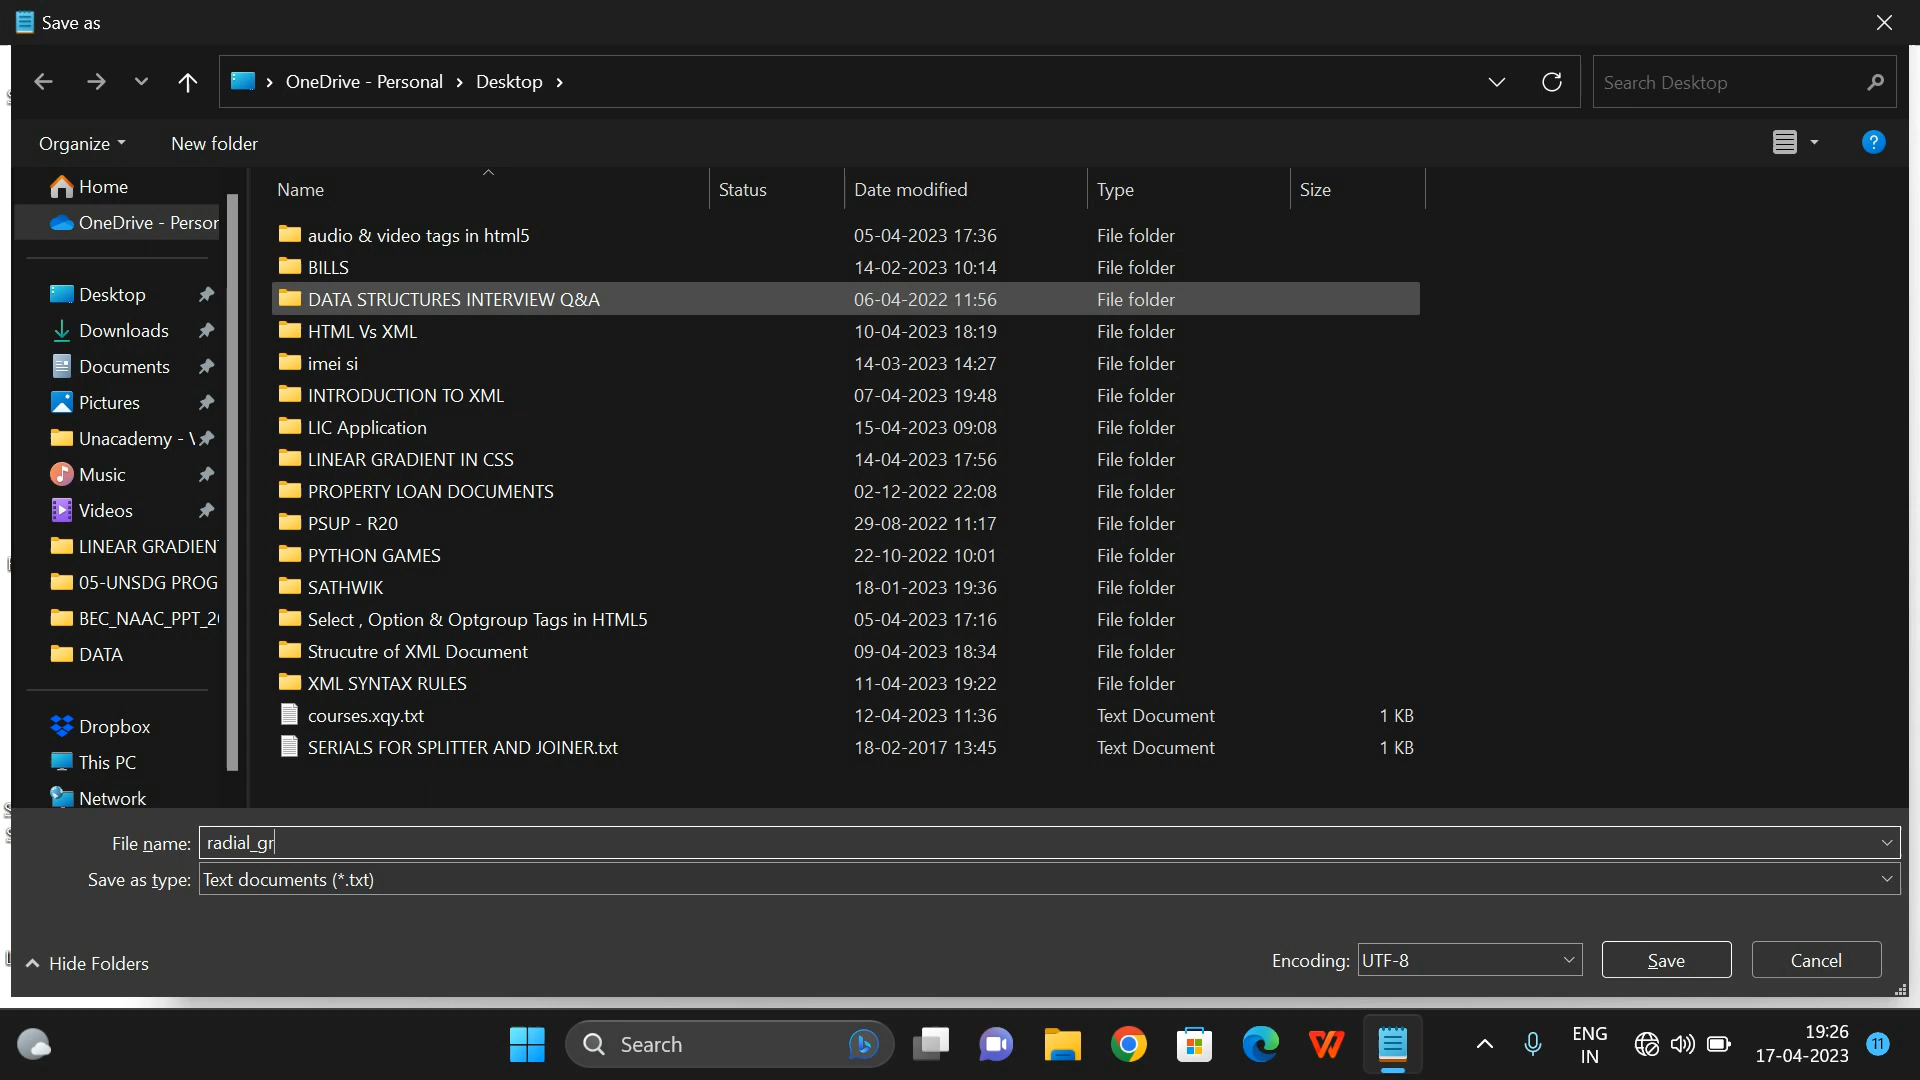 Save as
OneDrive - Personal Desktop
Search Desktop
Organize New folder
Home
OneDrive - Persor
Desktop
Downloads
Documents
Pictures
Unacademy - \
Music
Videos
LINEAR GRADIENT
05-UNSDG PROG
BEC_NAAC_PPT_20
DATA
Dropbox
This PC
Network
Name Status Date modified Type Size
audio & video tags in html5 05-04-2023 17:36 File folder
BILLS 14-02-2023 10:14 File folder
DATA STRUCTURES INTERVIEW Q&A 06-04-2022 11:56 File folder
HTML Vs XML 10-04-2023 18:19 File folder
imei si 14-03-2023 14:27 File folder
INTRODUCTION TO XML 07-04-2023 19:48 File folder
LIC Application 15-04-2023 09:08 File folder
LINEAR GRADIENT IN CSS 14-04-2023 17:56 File folder
PROPERTY LOAN DOCUMENTS 02-12-2022 22:08 File folder
PSUP - R20 29-08-2022 11:17 File folder
PYTHON GAMES 22-10-2022 10:01 File folder
SATHWIK 18-01-2023 19:36 File folder
Select , Option & Optgroup Tags in HTML5 05-04-2023 17:16 File folder
Strucutre of XML Document 09-04-2023 18:34 File folder
XML SYNTAX RULES 11-04-2023 19:22 File folder
courses.xqy.txt 12-04-2023 11:36 Text Document 1 KB
SERIALS FOR SPLITTER AND JOINER.txt 18-02-2017 13:45 Text Document 1 KB
File name: radial_gr
Save as type: Text documents (*.txt)
Hide Folders Encoding: UTF-8 Save Cancel
Search
ENG
IN
19:26
17-04-2023
11